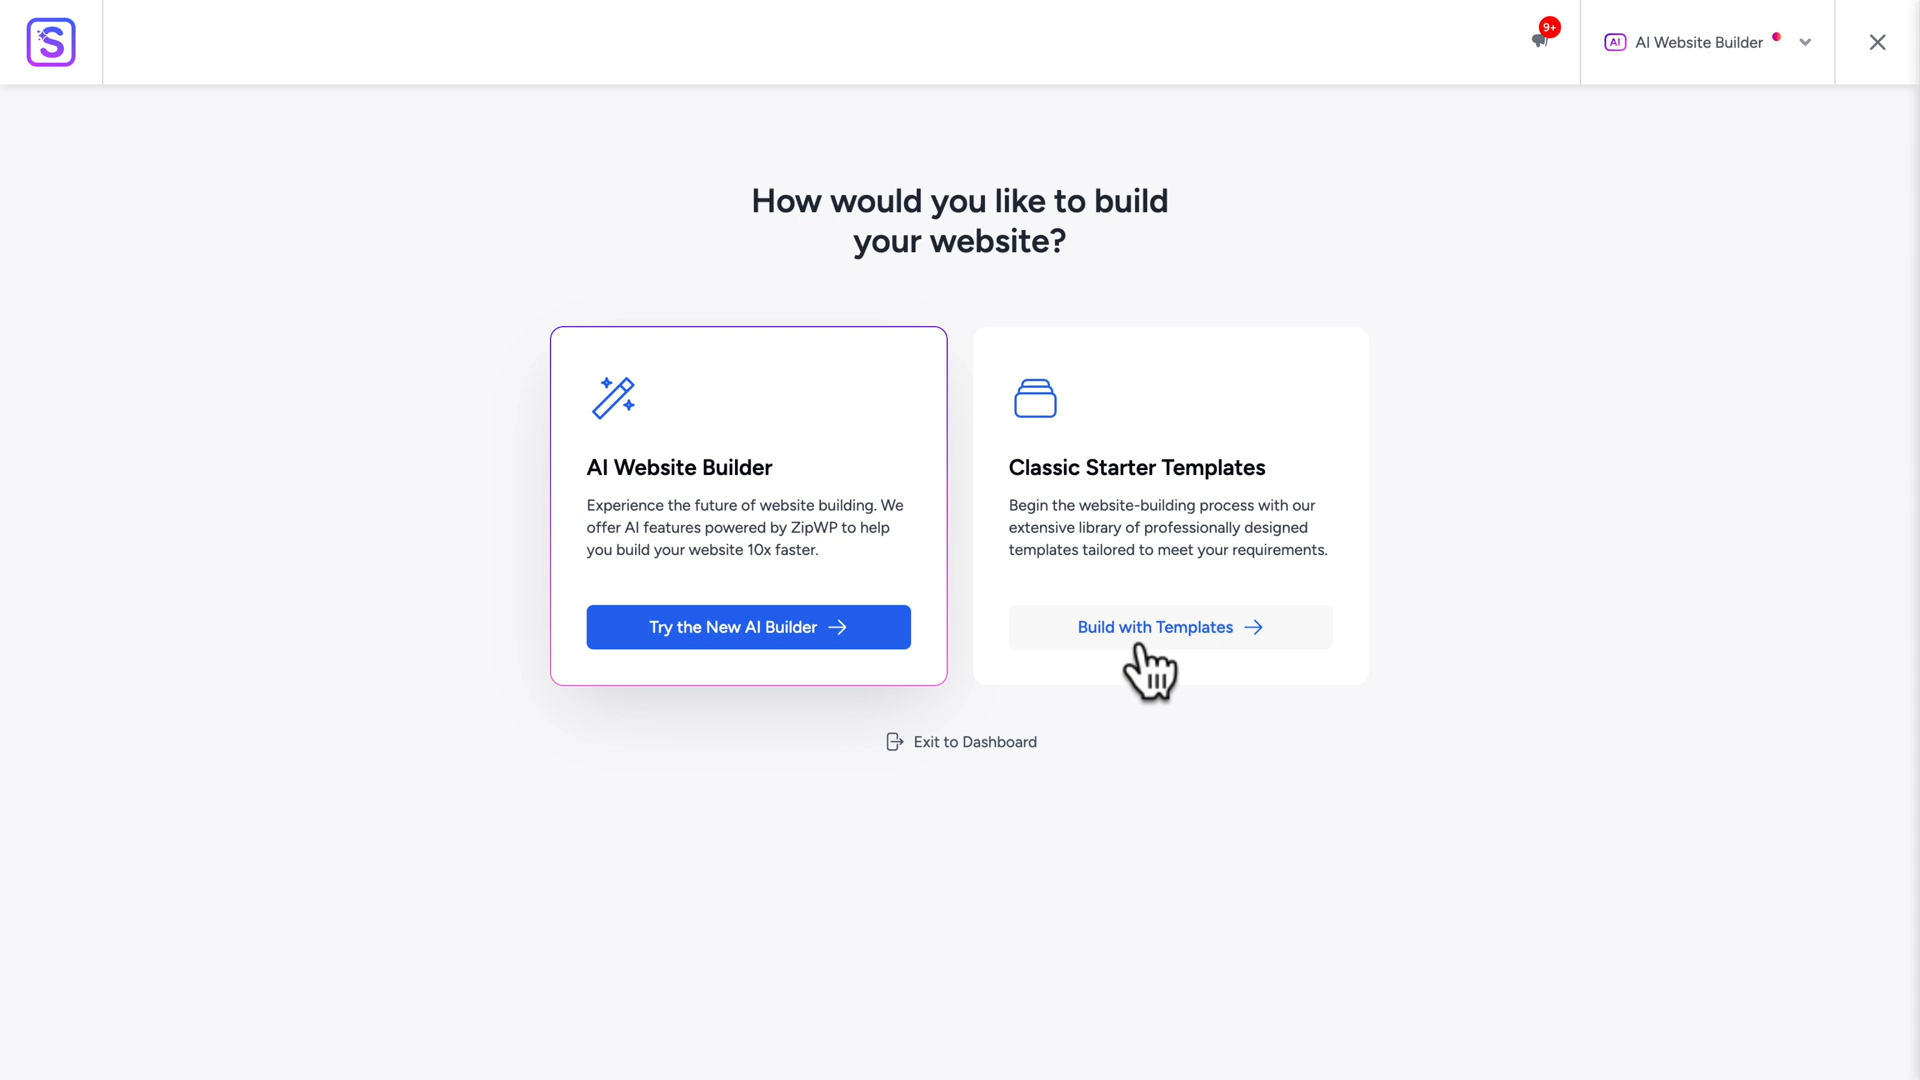 S
9+
AI AI Website Builder
How would you like to build
your website?
AI Website Builder
Experience the future of website building. We
offer AI features powered by ZipWP to help
you build your website 10x faster.
Try the New AI Builder
Classic Starter Templates
Begin the website-building process with our
extensive library of professionally designed
templates tailored to meet your requirements.
Build with Templates
Exit to Dashboard